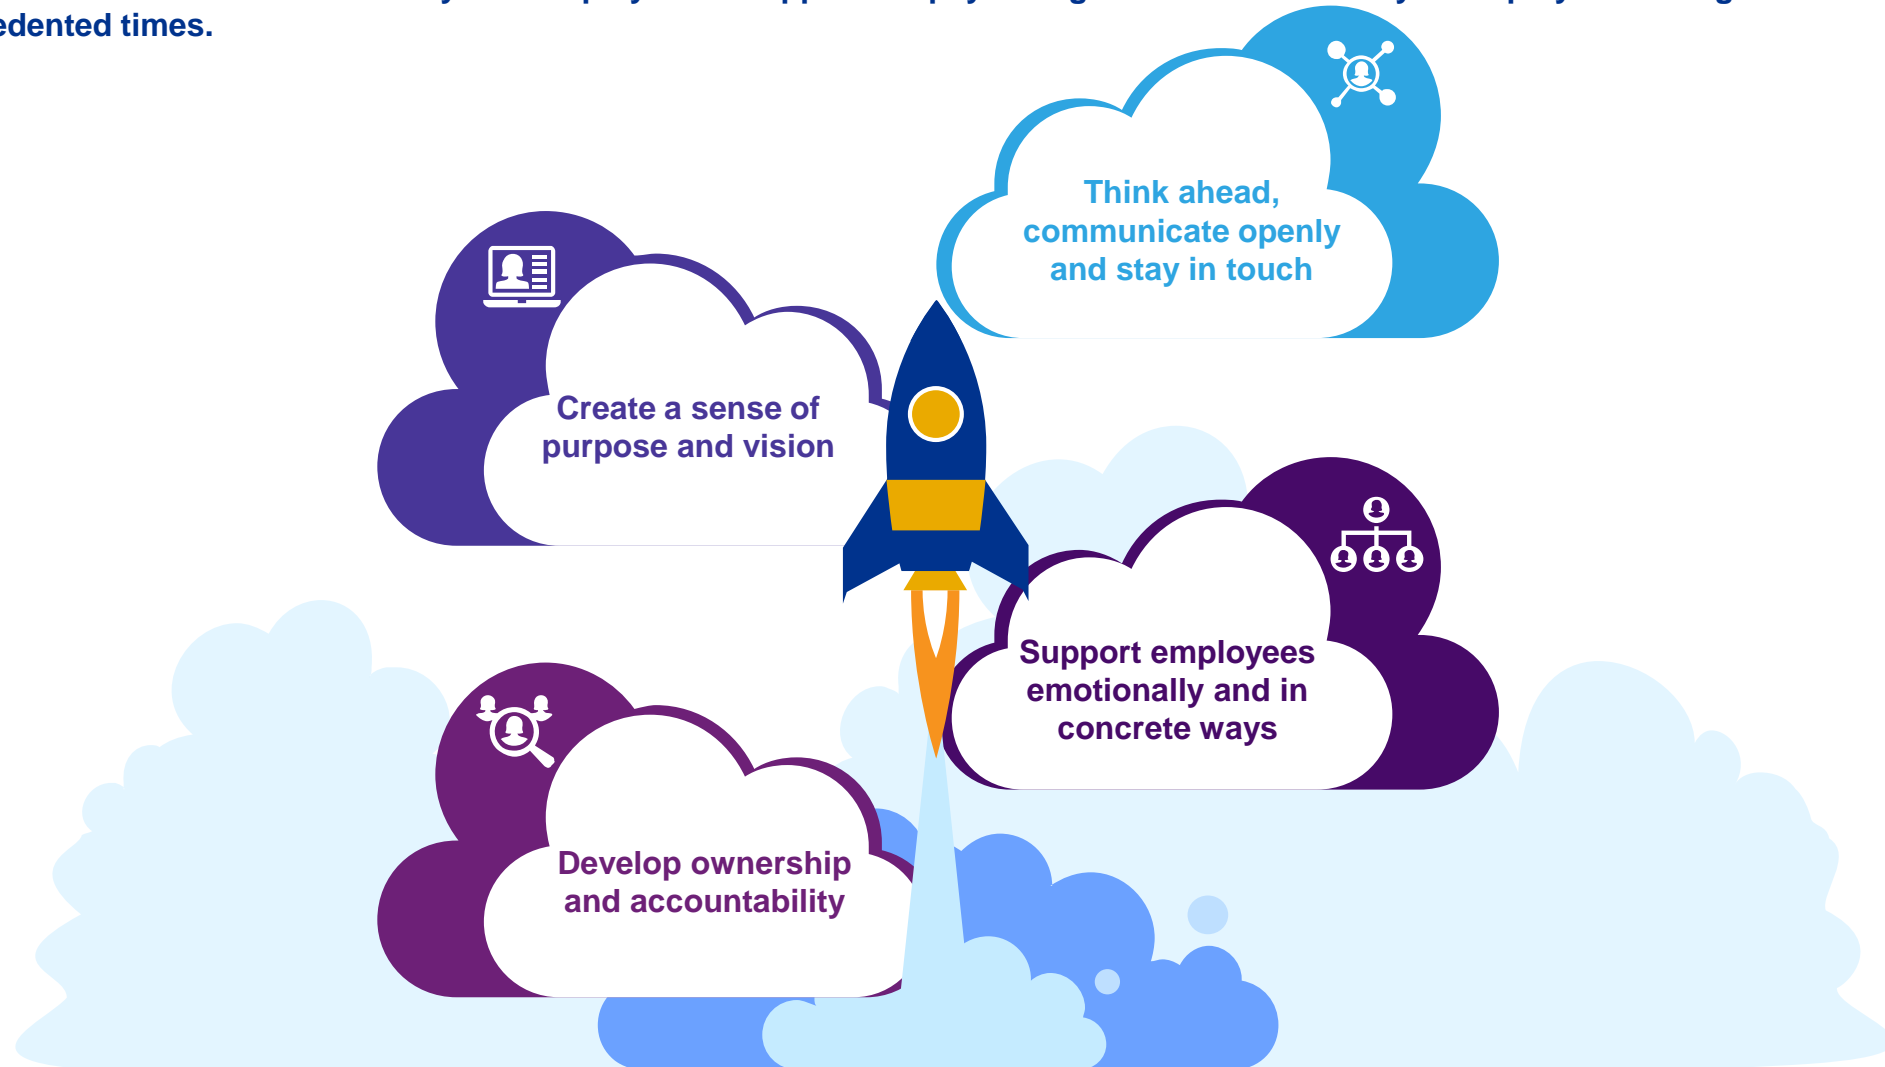 edented times.
Think ahead,
communicate openly
and stay in touch
Create a sense of
purpose and vision
Support employees
emotionally and in
concrete ways
Develop ownership
and accountability